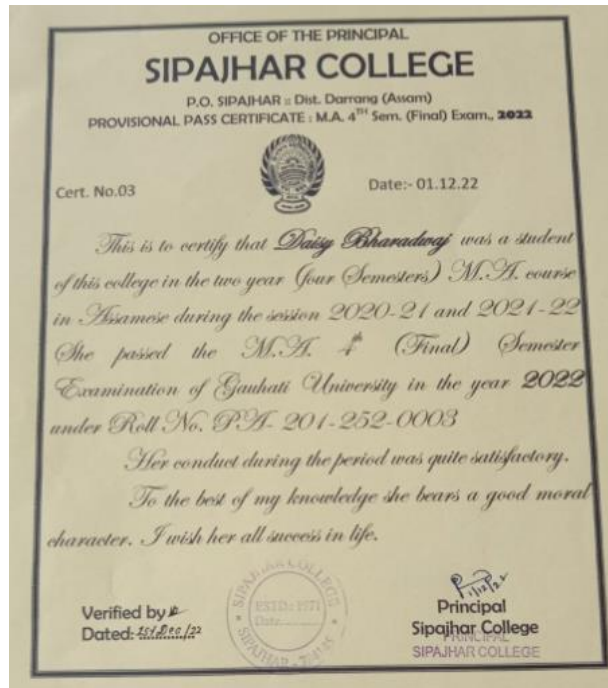 OFFICE OF THE PRINCIPAL
SIPAJHAR COLLEGE
P.O. SIPAJHAR :: Dist. Darrang (Assam)
PROVISIONAL PASS CERTIFICATE : M.A. 4TH Sem. (Final) Exam., 2022
Cert. No.03
Date:- 01.12.22
This is to certify that Daisy Bharadwaj was a student
of this college in the two year (four Semesters) M.A. course
in Assamese during the session 2020-21 and 2021-22
She passed the M.A. 4th (Final) Semester
Examination of Gauhati University in the year 2022
under Roll No. PA- 201-252-0003
Her conduct during the period was quite satisfactory.
To the best of my knowledge she bears a good moral
character. I wish her all success in life.
SIPAJHAR COLLEGE
ESTD: 1971
Date
SIPAJHAR
Verified by
Dated:
Principal
Sipajhar College
PRINCIPAL
SIPAJHAR COLLEGE